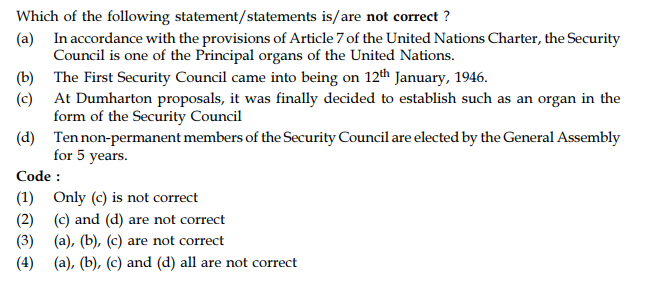 Which of the following statement/statements is/are not correct ?
(a) In accordance with the provisions of Article 7 of the United Nations Charter, the Security
Council is one of the Principal organs of the United Nations.
(b) The First Security Council came into being on 12th January, 1946.
(c) At Dumharton proposals, it was finally decided to establish such as an organ in the
form of the Security Council
(d) Ten non-permanent members of the Security Council are elected by the General Assembly
for 5 years.
Code :
(1) Only (c) is not correct
(2) (c) and (d) are not correct
(3) (a), (b), (c) are not correct
(4) (a), (b), (c) and (d) all are not correct